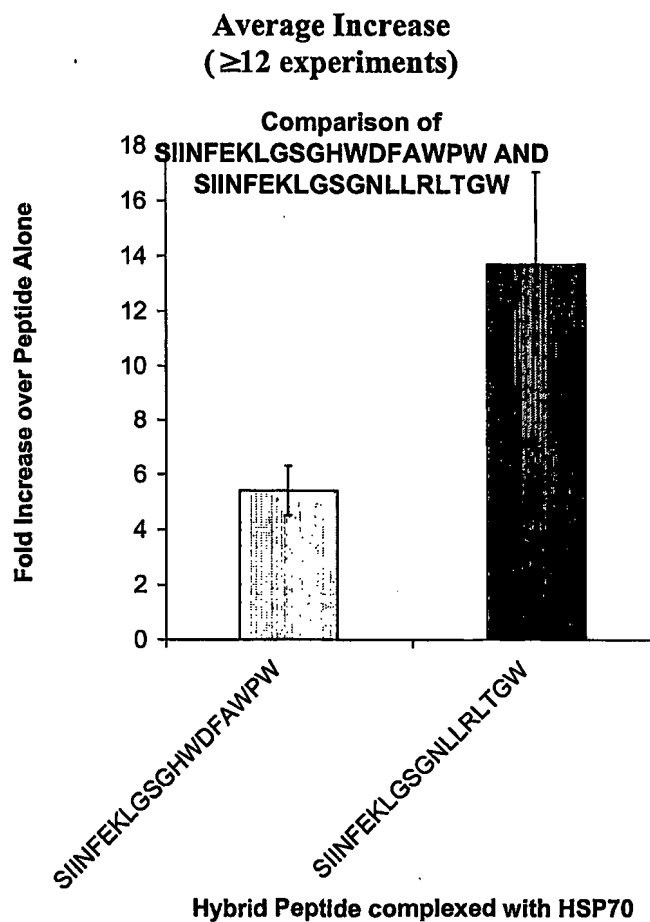 Average Increase
(≥12 experiments)
Comparison of
SIINFEKLGSGHWDFAWPW AND
SIINFEKLGSGNLLRLTGW
Fold Increase over Peptide Alone
18
16
14
12
10
8
6
4
2
0
SIINFEKLGSGHWDFAWPW
SIINFEKLGSGNLLRLTGW
Hybrid Peptide complexed with HSP70